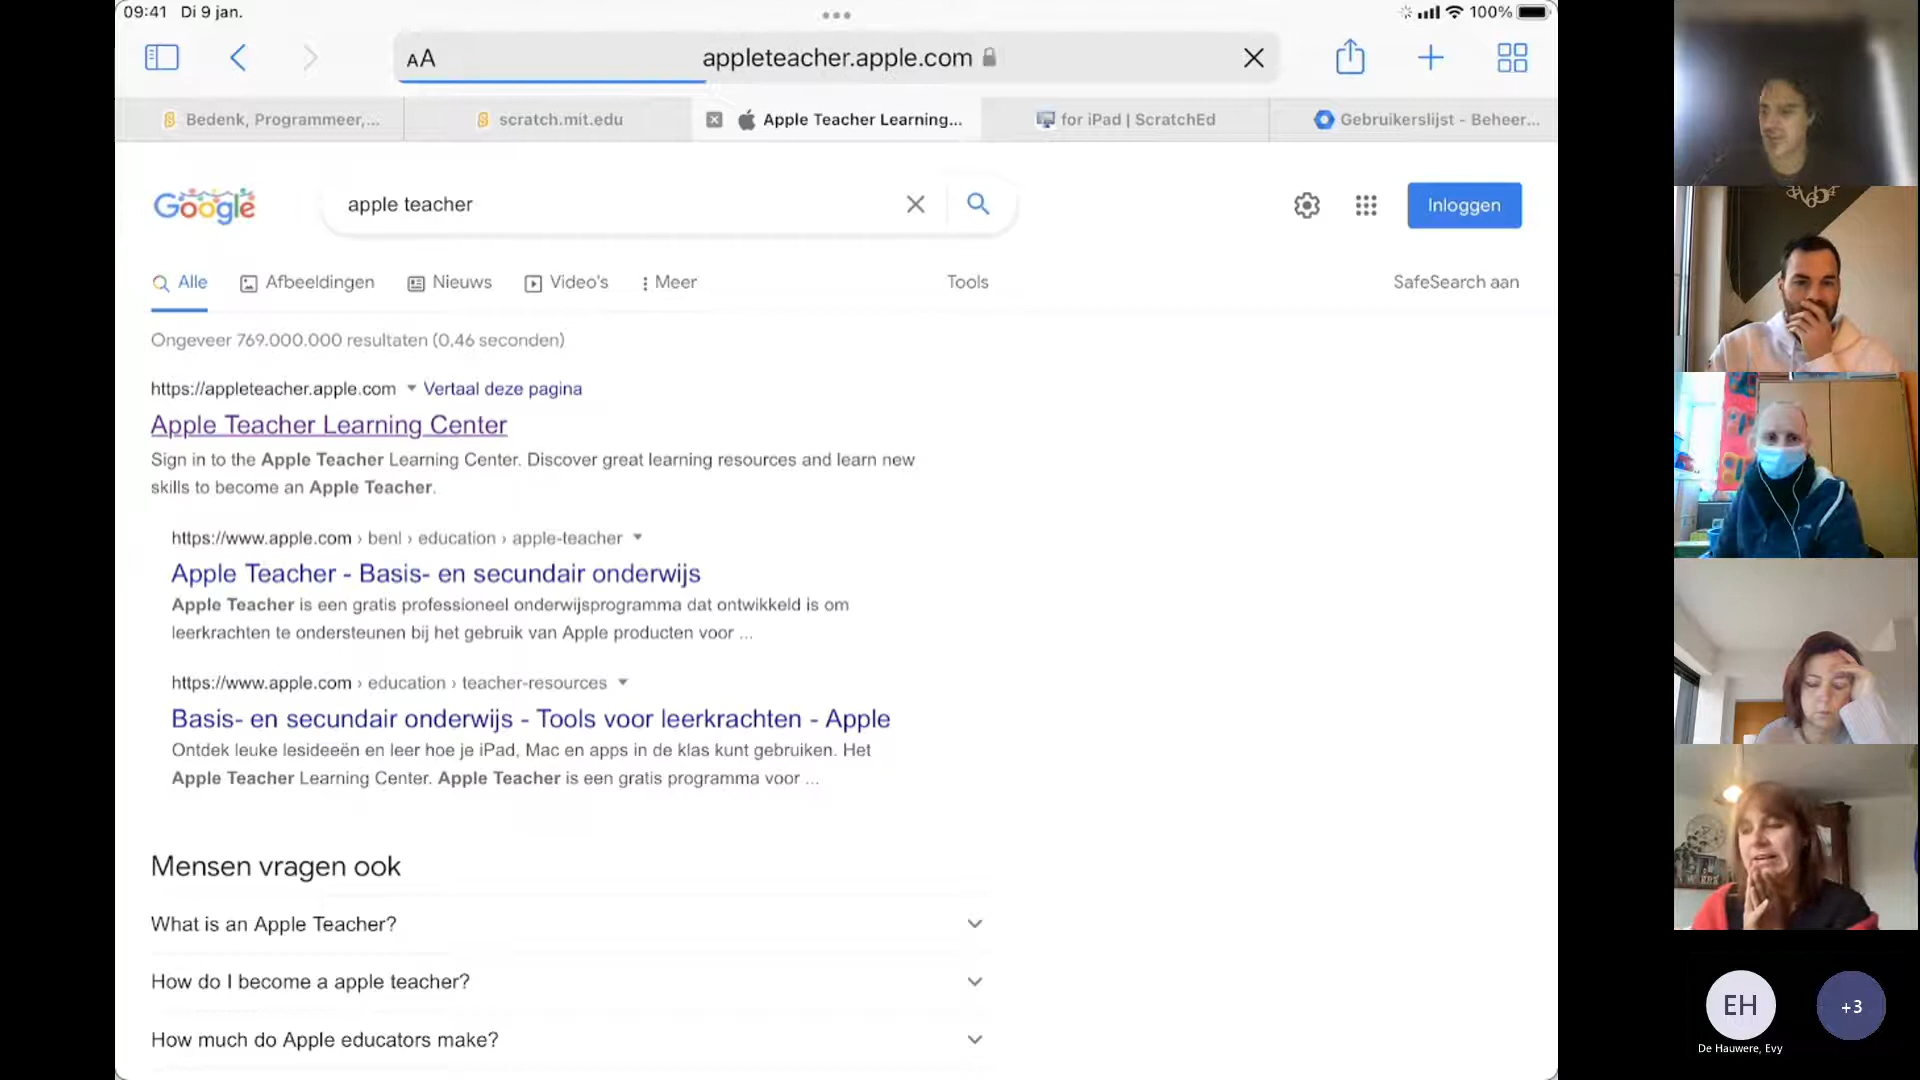 09:41 Di 9 jan.
100%
AA appleteacher.apple.com
Bedenk, Programmeer,...
scratch.mit.edu
Apple Teacher Learning...
for iPad | ScratchEd
Gebruikerslijst - Beheer...
Google
apple teacher
Inloggen
Alle
Afbeeldingen
Nieuws
Video's
Meer
Tools
SafeSearch aan
Ongeveer 769.000.000 resultaten (0,46 seconden)
https://appleteacher.apple.com Vertaal deze pagina
Apple Teacher Learning Center
Sign in to the Apple Teacher Learning Center. Discover great learning resources and learn new
skills to become an Apple Teacher.
https://www.apple.com › benl › education › apple-teacher
Apple Teacher - Basis- en secundair onderwijs
Apple Teacher is een gratis professioneel onderwijsprogramma dat ontwikkeld is om
leerkrachten te ondersteunen bij het gebruik van Apple producten voor ...
https://www.apple.com › education › teacher-resources
Basis- en secundair onderwijs - Tools voor leerkrachten - Apple
Ontdek leuke lesideeën en leer hoe je iPad, Mac en apps in de klas kunt gebruiken. Het
Apple Teacher Learning Center. Apple Teacher is een gratis programma voor ...
Mensen vragen ook
What is an Apple Teacher?
How do I become a apple teacher?
How much do Apple educators make?
EH
De Hauwere, Evy
+3